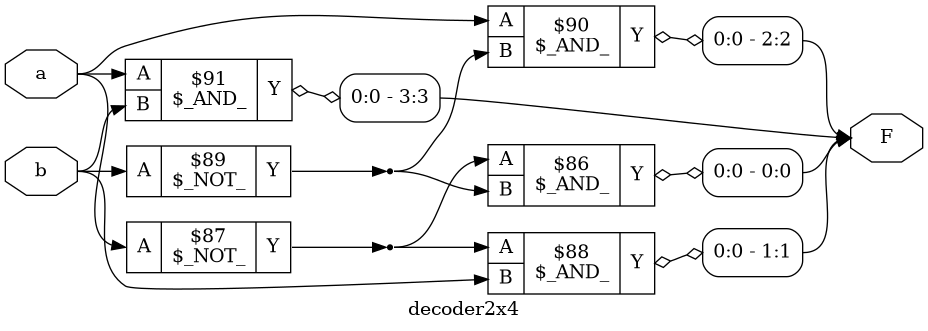 a
b
A
B
$91
$_AND_
Y
0:0 - 3:3
A
$89
$_NOT_
Y
A
$87
$_NOT_
Y
A
B
$90
$_AND_
Y
0:0 - 2:2
A
B
$86
$_AND_
Y
0:0 - 0:0
A
B
$88
$_AND_
Y
0:0 - 1:1
F
decoder2x4